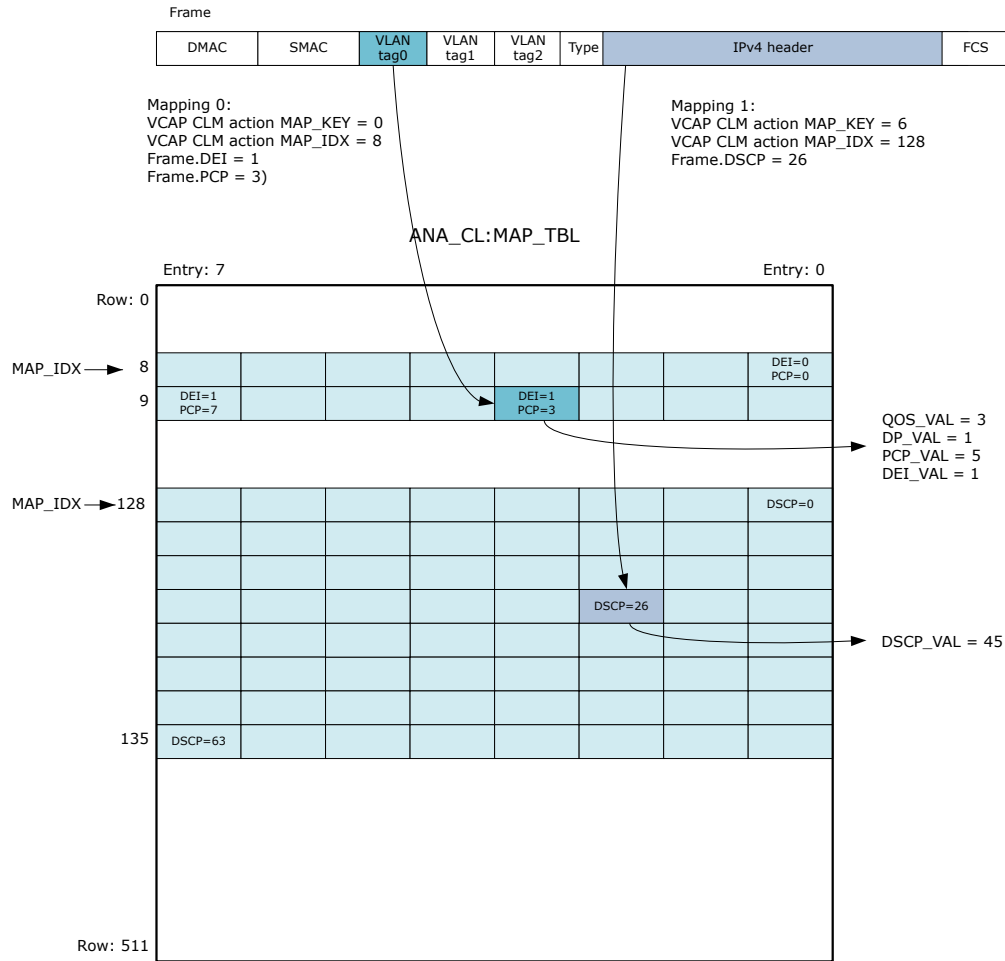 Frame
DMAC SMAC VLAN tag0 VLAN tag1 VLAN tag2 Type IPv4 header FCS
Mapping 0:
VCAP CLM action MAP_KEY = 0
VCAP CLM action MAP_IDX = 8
Frame.DEI = 1
Frame.PCP = 3)
Mapping 1:
VCAP CLM action MAP_KEY = 6
VCAP CLM action MAP_IDX = 128
Frame.DSCP = 26
ANA_CL:MAP_TBL
Entry: 7 Entry: 0
Row: 0
MAP_IDX 8 DEI=0 PCP=0
9 DEI=1 PCP=7 DEI=1 PCP=3
QOS_VAL = 3
DP_VAL = 1
PCP_VAL = 5
DEI_VAL = 1
MAP_IDX 128 DSCP=0
DSCP=26
DSCP_VAL = 45
135 DSCP=63
Row: 511